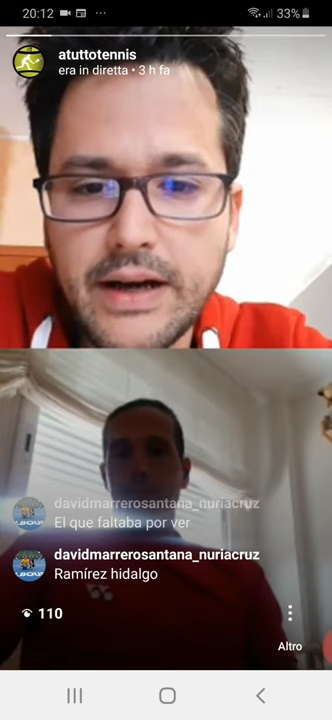 20:12
33%
atuttotennis
era in diretta • 3 h fa
davidmarrerosantana_nuriacruz
El que faltaba por ver
davidmarrerosantana_nuriacruz
Ramírez hidalgo
110
Altro